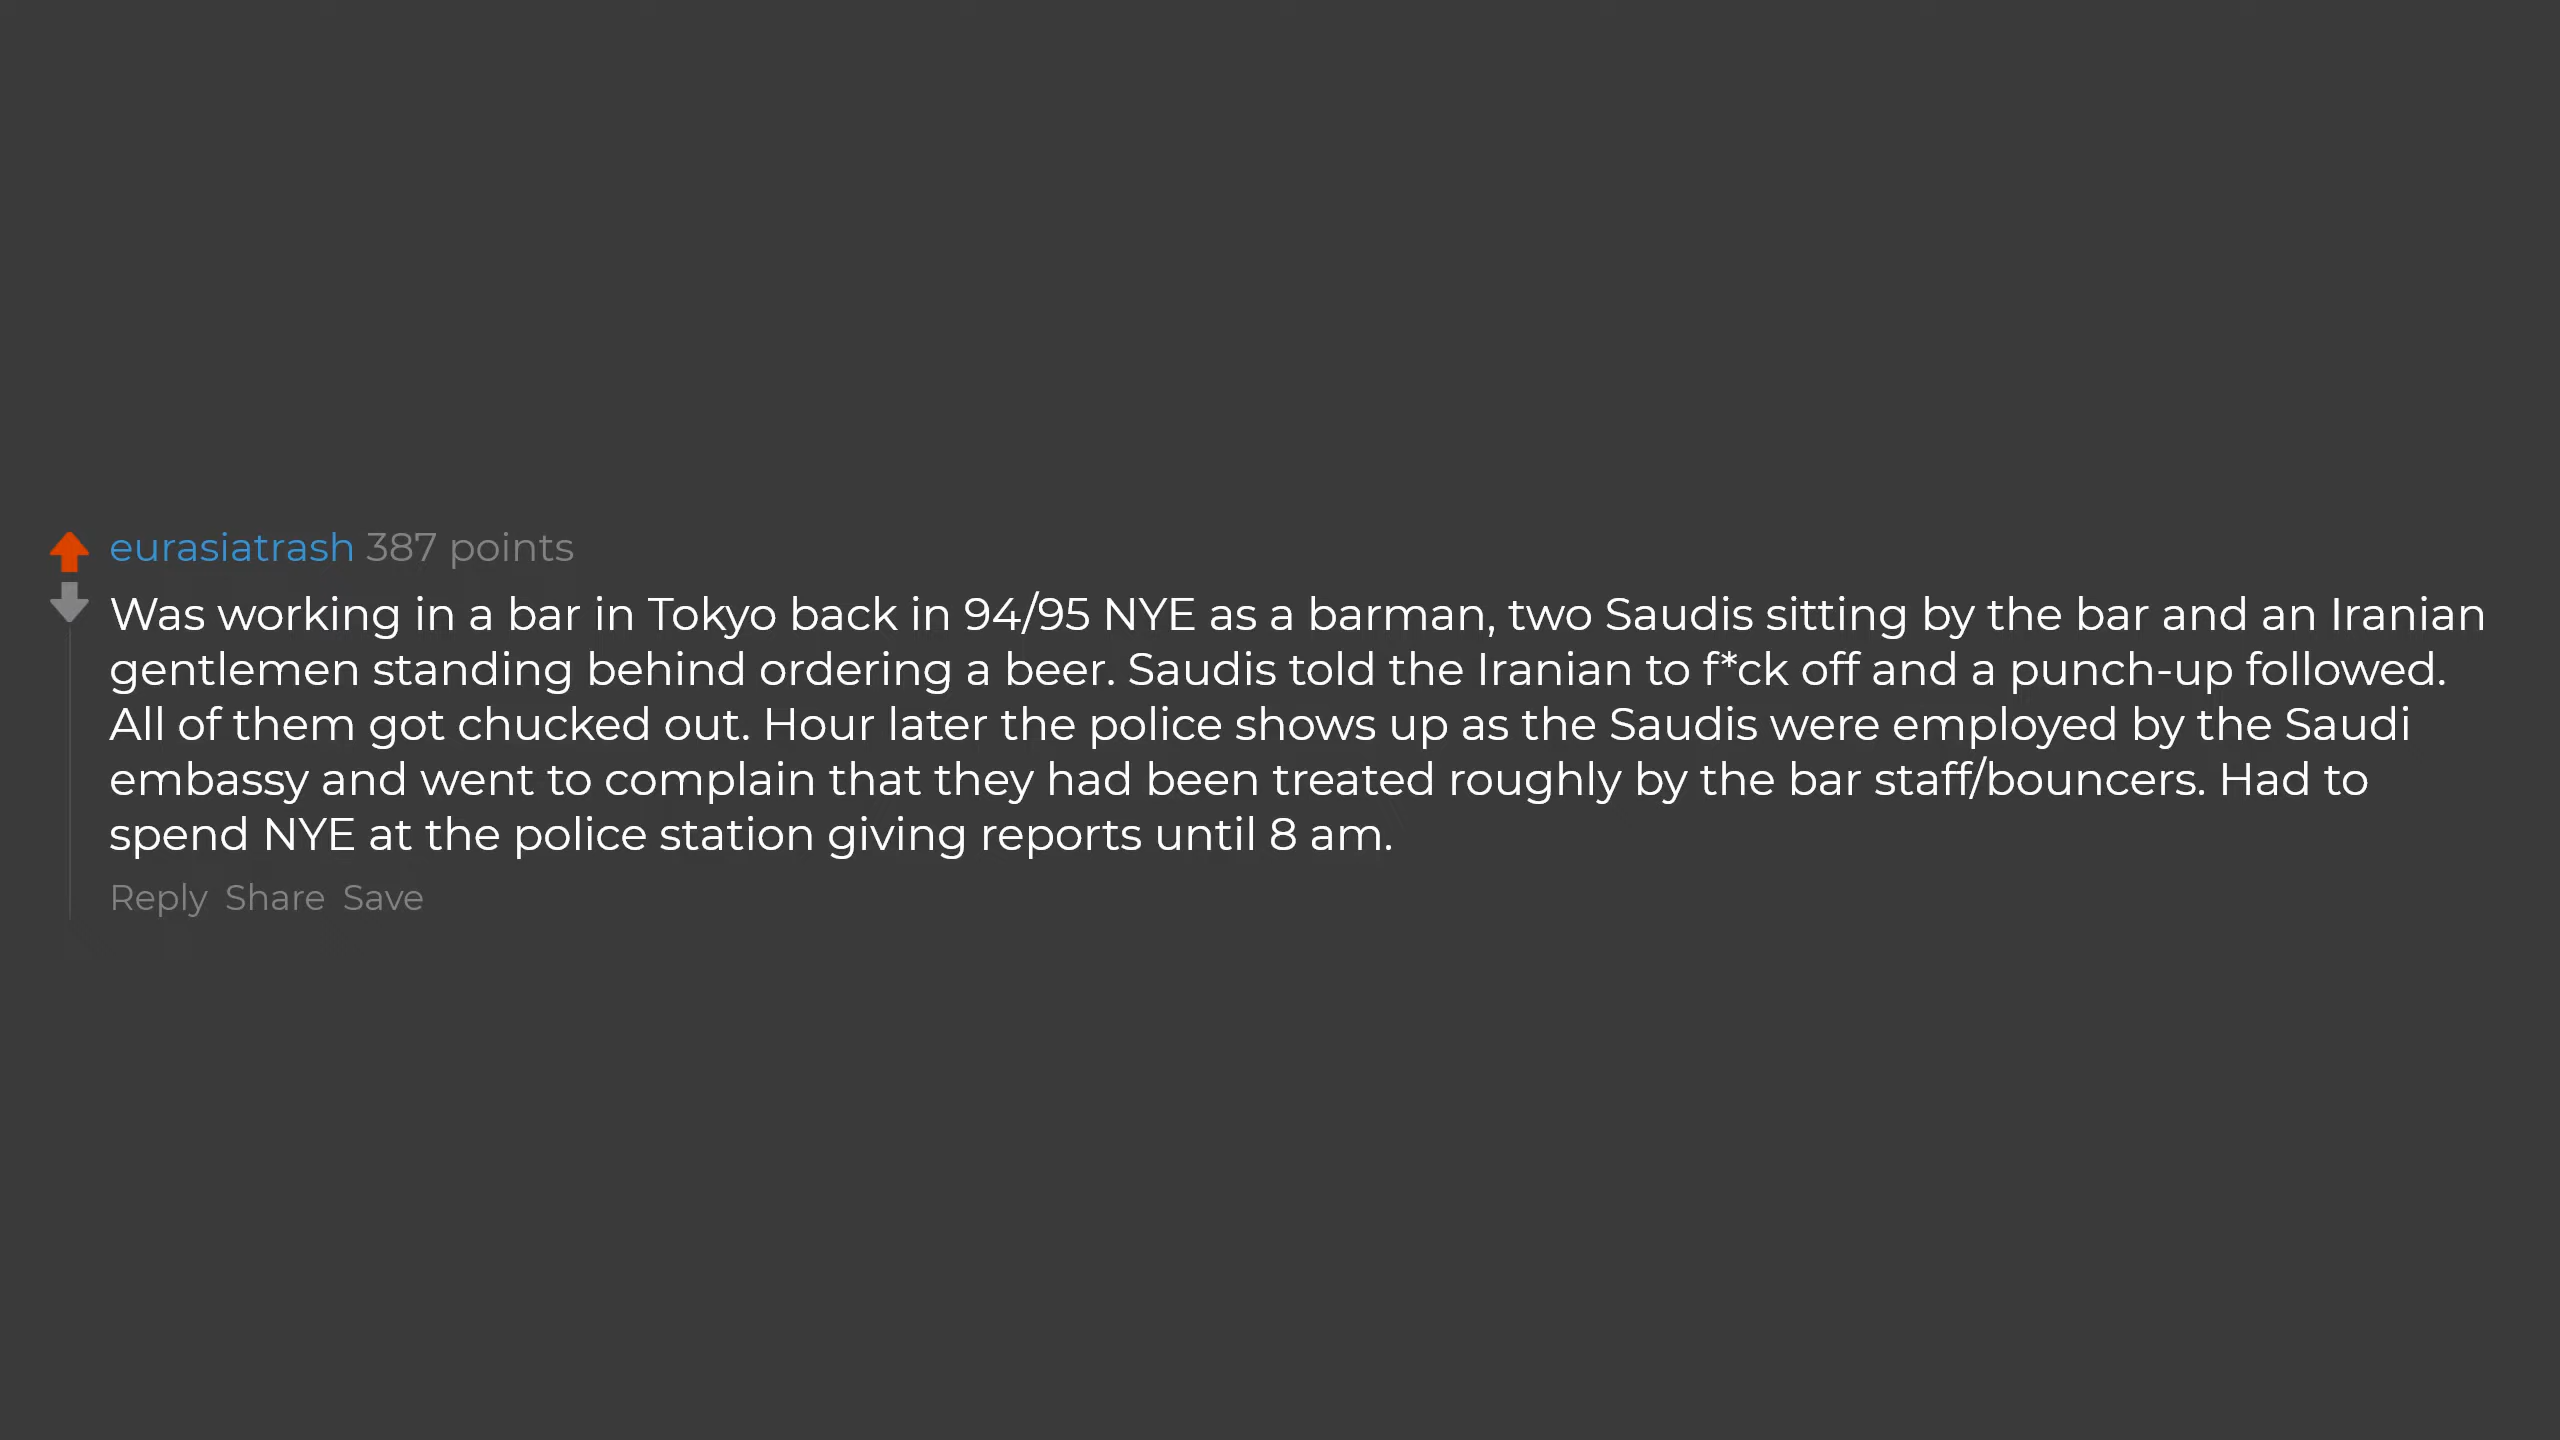 eurasiatrash 387 points
Was working in a bar in Tokyo back in 94/95 NYE as a barman, two Saudis sitting by the bar and an Iranian
gentlemen standing behind ordering a beer. Saudis told the Iranian to f*ck off and a punch-up followed.
All of them got chucked out. Hour later the police shows up as the Saudis were employed by the Saudi
embassy and went to complain that they had been treated roughly by the bar staff/bouncers. Had to
spend NYE at the police station giving reports until 8 am.
Reply Share Save